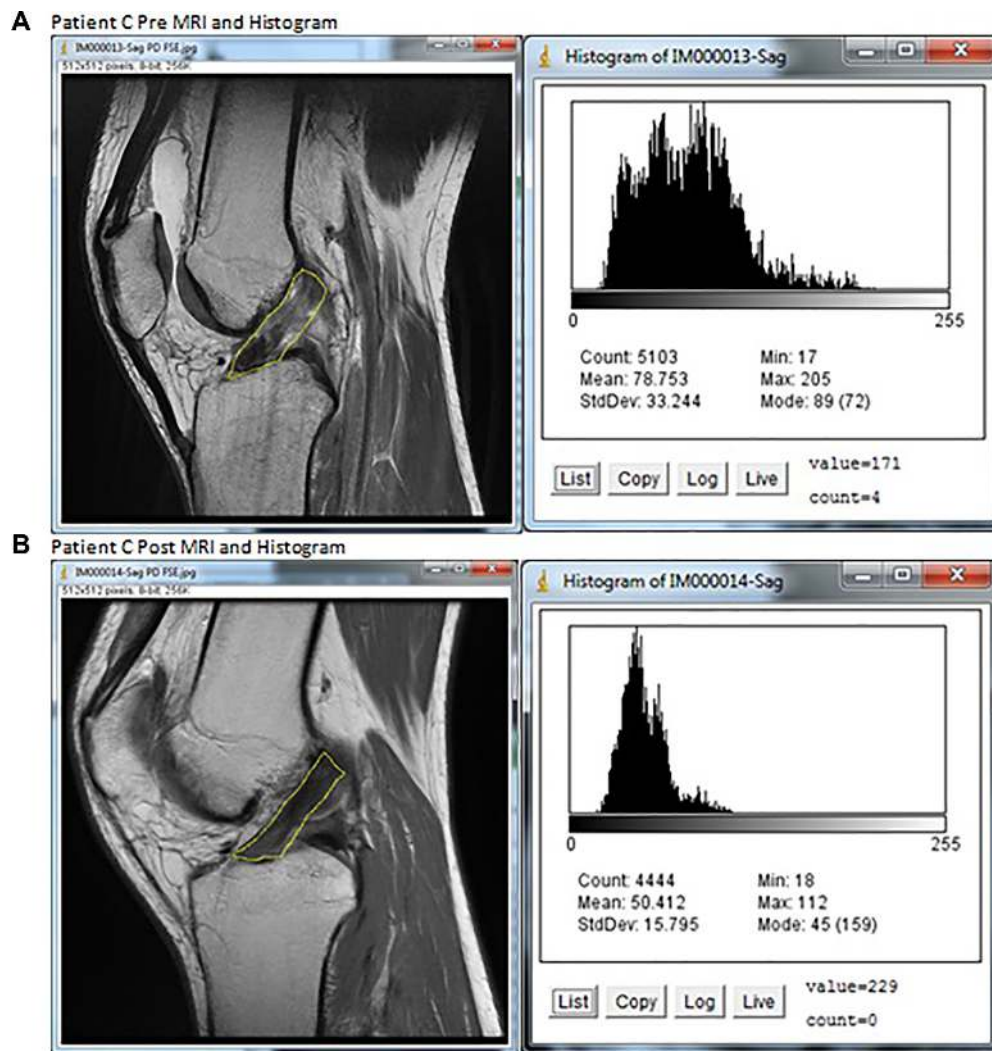 A Patient C Pre MRI and Histogram
IM000013-Sag PD FSE.jpg
512x512 pixels; 8-bit; 256K
Histogram of IM000013-Sag
0 255
Count: 5103 Min: 17
Mean: 78.753 Max: 205
StdDev: 33.244 Mode: 89 (72)
List Copy Log Live
value=171
count=4
B Patient C Post MRI and Histogram
IM000014-Sag PD FSE.jpg
512x512 pixels; 8-bit; 256K
Histogram of IM000014-Sag
0 255
Count: 4444 Min: 18
Mean: 50.412 Max: 112
StdDev: 15.795 Mode: 45 (159)
List Copy Log Live
value=229
count=0